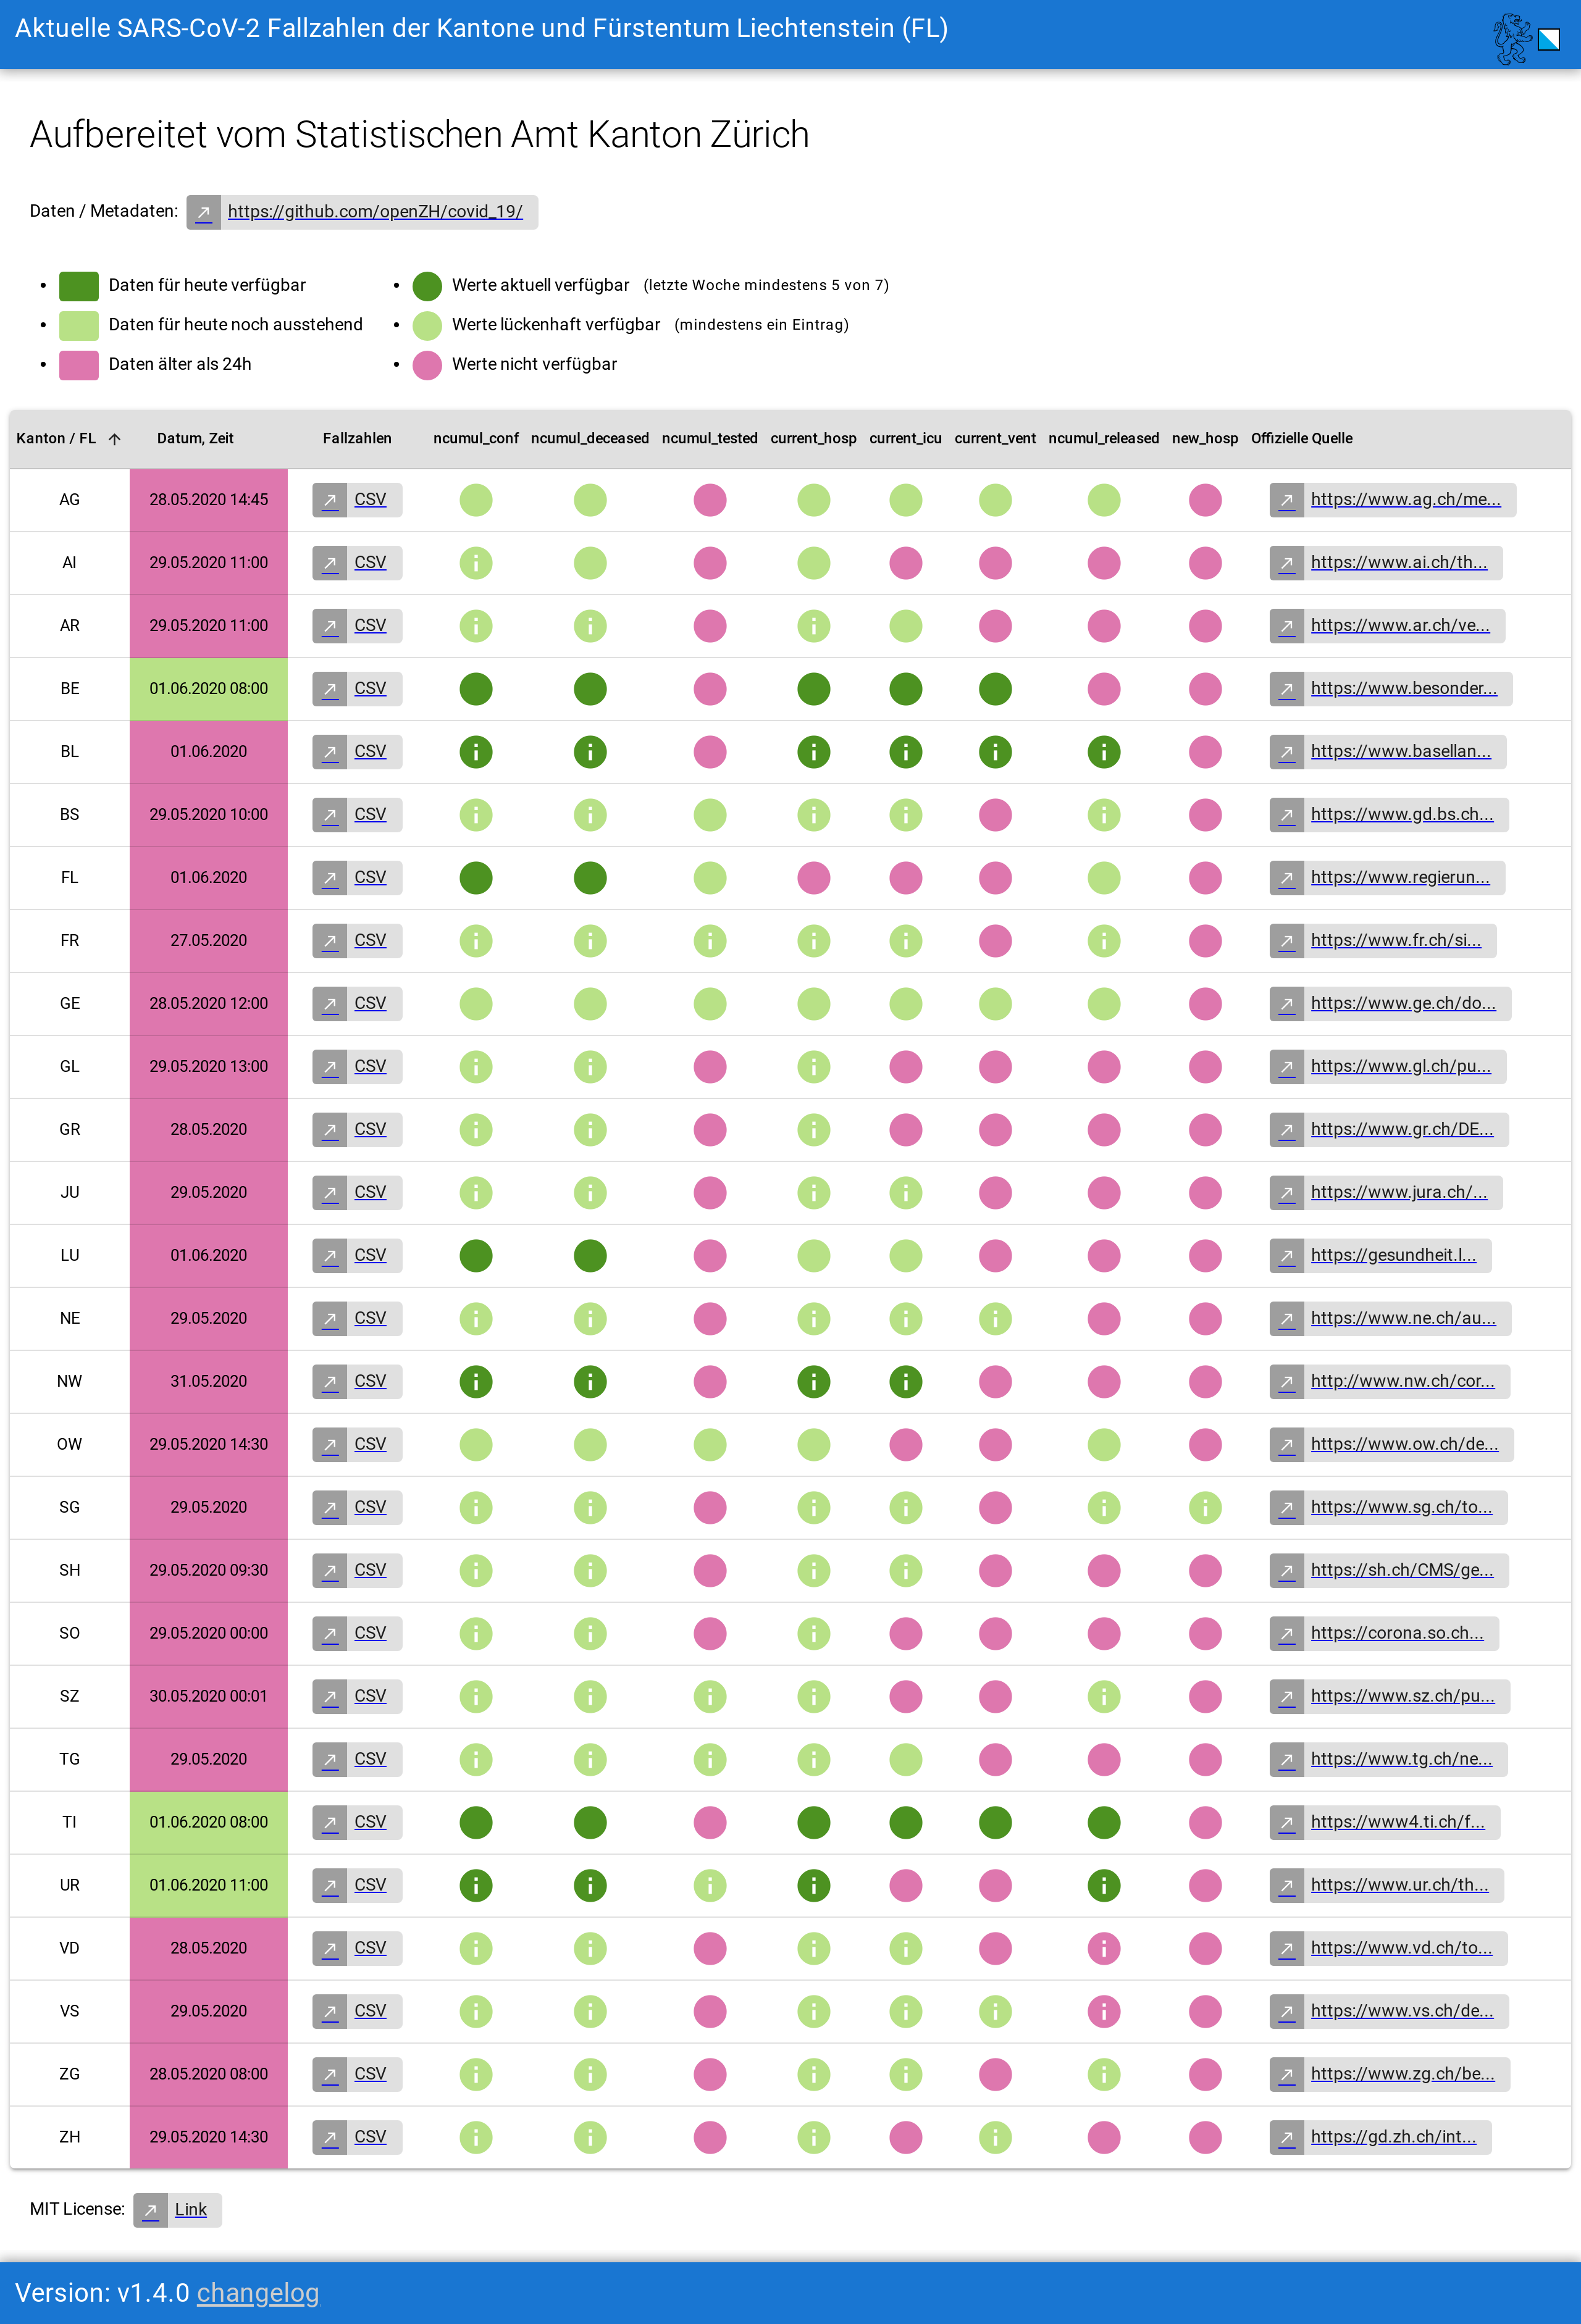 Aktuelle SARS-CoV-2 Fallzahlen der Kantone und Fürstentum Liechtenstein (FL)
Aufbereitet vom Statistischen Amt Kanton Zürich
Daten / Metadaten: https://github.com/openZH/covid_19/
Daten für heute verfügbar
Daten für heute noch ausstehend
Daten älter als 24h
Werte aktuell verfügbar (letzte Woche mindestens 5 von 7)
Werte lückenhaft verfügbar (mindestens ein Eintrag)
Werte nicht verfügbar
Kanton / FL Datum, Zeit Fallzahlen ncumul_conf ncumul_deceased ncumul_tested current_hosp current_icu current_vent ncumul_released new_hosp Offizielle Quelle
AG 28.05.2020 14:45 CSV https://www.ag.ch/me...
AI 29.05.2020 11:00 CSV https://www.ai.ch/th...
AR 29.05.2020 11:00 CSV https://www.ar.ch/ve...
BE 01.06.2020 08:00 CSV https://www.besonder...
BL 01.06.2020 CSV https://www.basellan...
BS 29.05.2020 10:00 CSV https://www.gd.bs.ch...
FL 01.06.2020 CSV https://www.regierun...
FR 27.05.2020 CSV https://www.fr.ch/si...
GE 28.05.2020 12:00 CSV https://www.ge.ch/do...
GL 29.05.2020 13:00 CSV https://www.gl.ch/pu...
GR 28.05.2020 CSV https://www.gr.ch/DE...
JU 29.05.2020 CSV https://www.jura.ch/...
LU 01.06.2020 CSV https://gesundheit.l...
NE 29.05.2020 CSV https://www.ne.ch/au...
NW 31.05.2020 CSV http://www.nw.ch/cor...
OW 29.05.2020 14:30 CSV https://www.ow.ch/de...
SG 29.05.2020 CSV https://www.sg.ch/to...
SH 29.05.2020 09:30 CSV https://sh.ch/CMS/ge...
SO 29.05.2020 00:00 CSV https://corona.so.ch...
SZ 30.05.2020 00:01 CSV https://www.sz.ch/pu...
TG 29.05.2020 CSV https://www.tg.ch/ne...
TI 01.06.2020 08:00 CSV https://www4.ti.ch/f...
UR 01.06.2020 11:00 CSV https://www.ur.ch/th...
VD 28.05.2020 CSV https://www.vd.ch/to...
VS 29.05.2020 CSV https://www.vs.ch/de...
ZG 28.05.2020 08:00 CSV https://www.zg.ch/be...
ZH 29.05.2020 14:30 CSV https://gd.zh.ch/int...
MIT License: Link
Version: v1.4.0 changelog